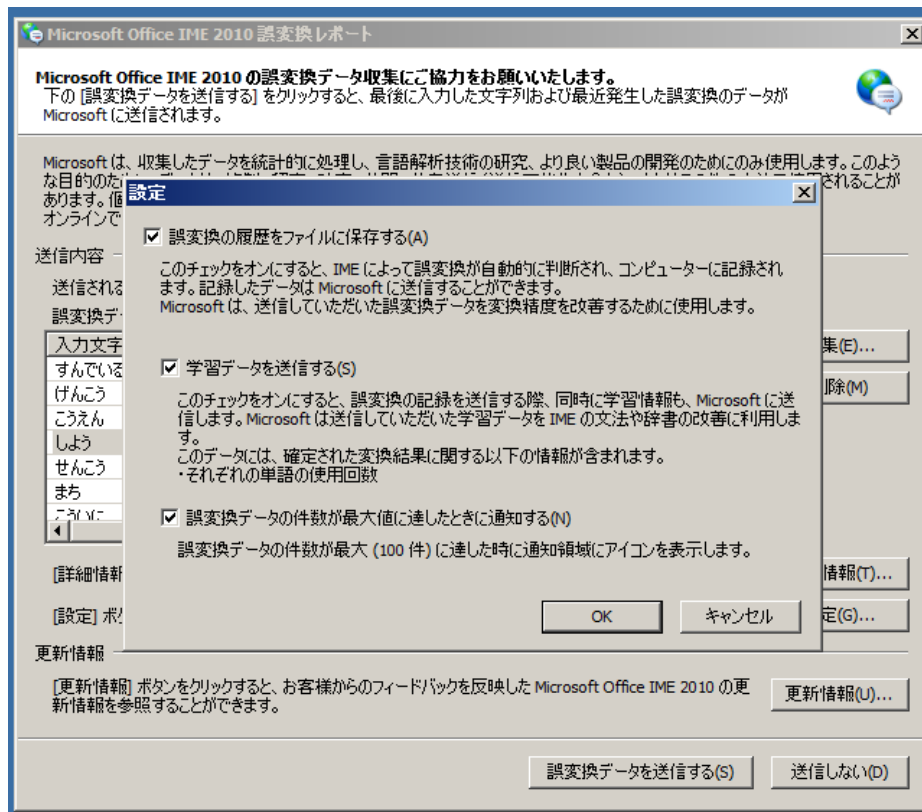 Microsoft Office IME 2010 誤変換レポート
Microsoft Office IME 2010 の誤変換データ収集にご協力をお願いいたします。
下の [誤変換データを送信する] をクリックすると、最後に入力した文字列および最近発生した誤変換のデータが
Microsoft に送信されます。
Microsoft は、収集したデータを統計的に処理し、言語解析技術の研究、より良い製品の開発のためにのみ使用します。このよう
な目的のため
されることが
あります。個
オンラインで
設定
誤変換の履歴をファイルに保存する(A)
このチェックをオンにすると、IME によって誤変換が自動的に判断され、コンピューターに記録され
ます。記録したデータは Microsoft に送信することができます。
Microsoft は、送信していただいた誤変換データを変換精度を改善するために使用します。
学習データを送信する(S)
このチェックをオンにすると、誤変換の記録を送信する際、同時に学習情報も、Microsoft に送
信します。Microsoft は送信していただいた学習データを IME の文法や辞書の改善に利用しま
す。
このデータには、確定された変換結果に関する以下の情報が含まれます。
・それぞれの単語の使用回数
誤変換データの件数が最大値に達したときに通知する(N)
誤変換データの件数が最大 (100 件) に達した時に通知領域にアイコンを表示します。
OK
キャンセル
送信内容
送信される
誤変換デ
入力文字
すんでいる
げんこう
こうえん
しよう
せんこう
まち
集(E)...
除(M)
[詳細情報
情報(T)...
[設定] ボ
定(G)...
更新情報
[更新情報] ボタンをクリックすると、お客様からのフィードバックを反映した Microsoft Office IME 2010 の更
新情報を参照することができます。
更新情報(U)...
誤変換データを送信する(S)
送信しない(D)